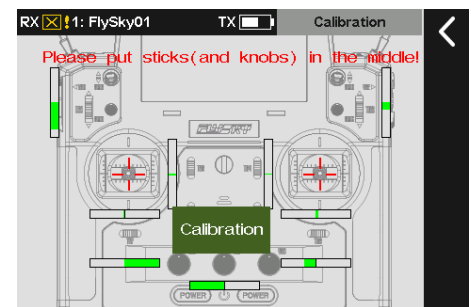 RX 1: FlySky01 TX Calibration
Please put sticks(and knobs) in the middle!
Calibration
POWER POWER